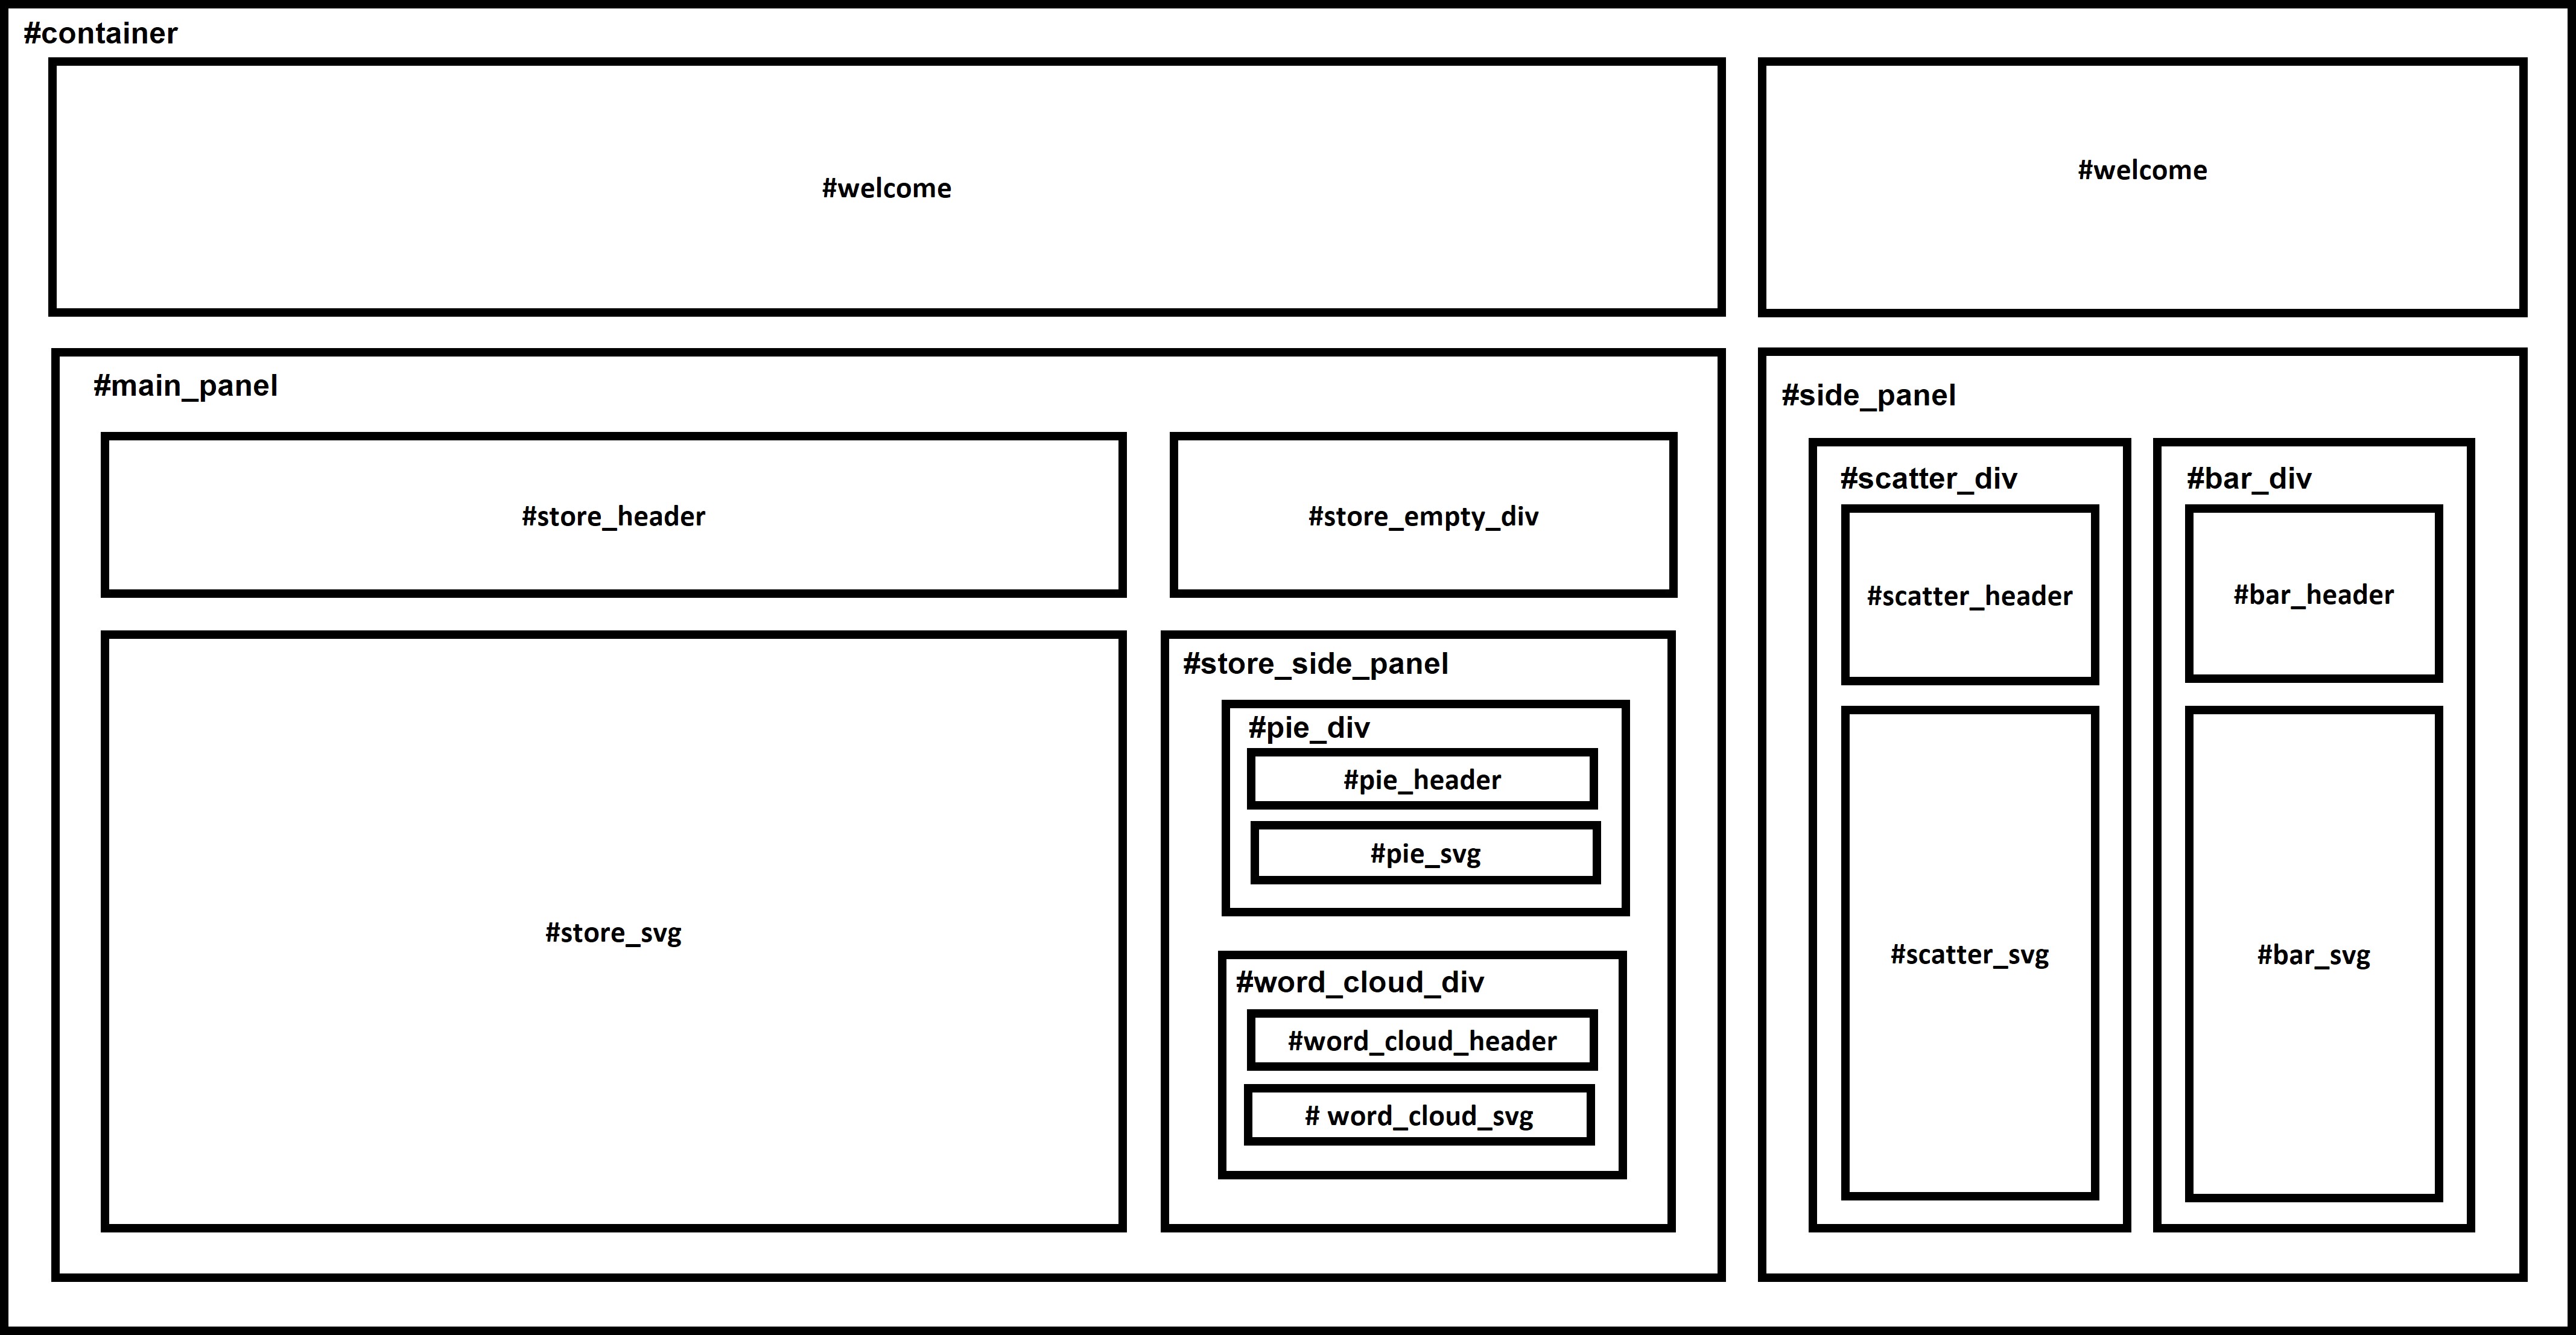 #container
#welcome
#welcome
#main_panel
#store_header
#store_empty_div
#store_svg
#store_side_panel
#pie_div
#pie_header
#pie_svg
#word_cloud_div
#word_cloud_header
# word_cloud_svg
#side_panel
#scatter_div
#scatter_header
#scatter_svg
#bar_div
#bar_header
#bar_svg